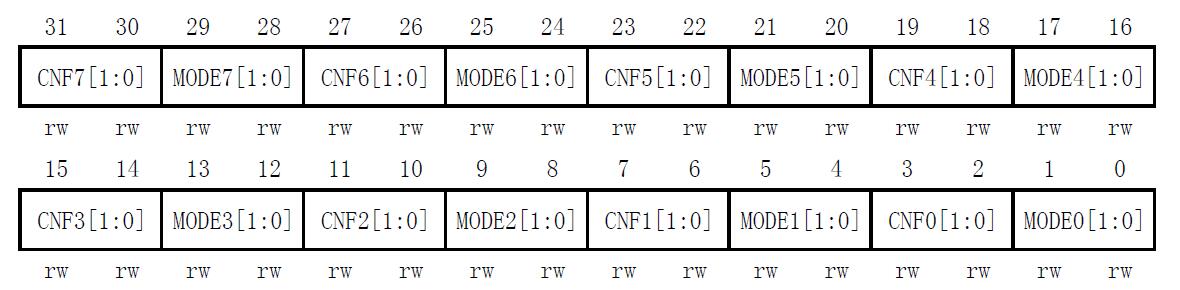 31 30 29 28 27 26 25 24 23 22 21 20 19 18 17 16
CNF7[1:0] MODE7[1:0] CNF6[1:0] MODE6[1:0] CNF5[1:0] MODE5[1:0] CNF4[1:0] MODE4[1:0]
rw rw rw rw rw rw rw rw rw rw rw rw rw rw rw rw
15 14 13 12 11 10 9 8 7 6 5 4 3 2 1 0
CNF3[1:0] MODE3[1:0] CNF2[1:0] MODE2[1:0] CNF1[1:0] MODE1[1:0] CNF0[1:0] MODE0[1:0]
rw rw rw rw rw rw rw rw rw rw rw rw rw rw rw rw